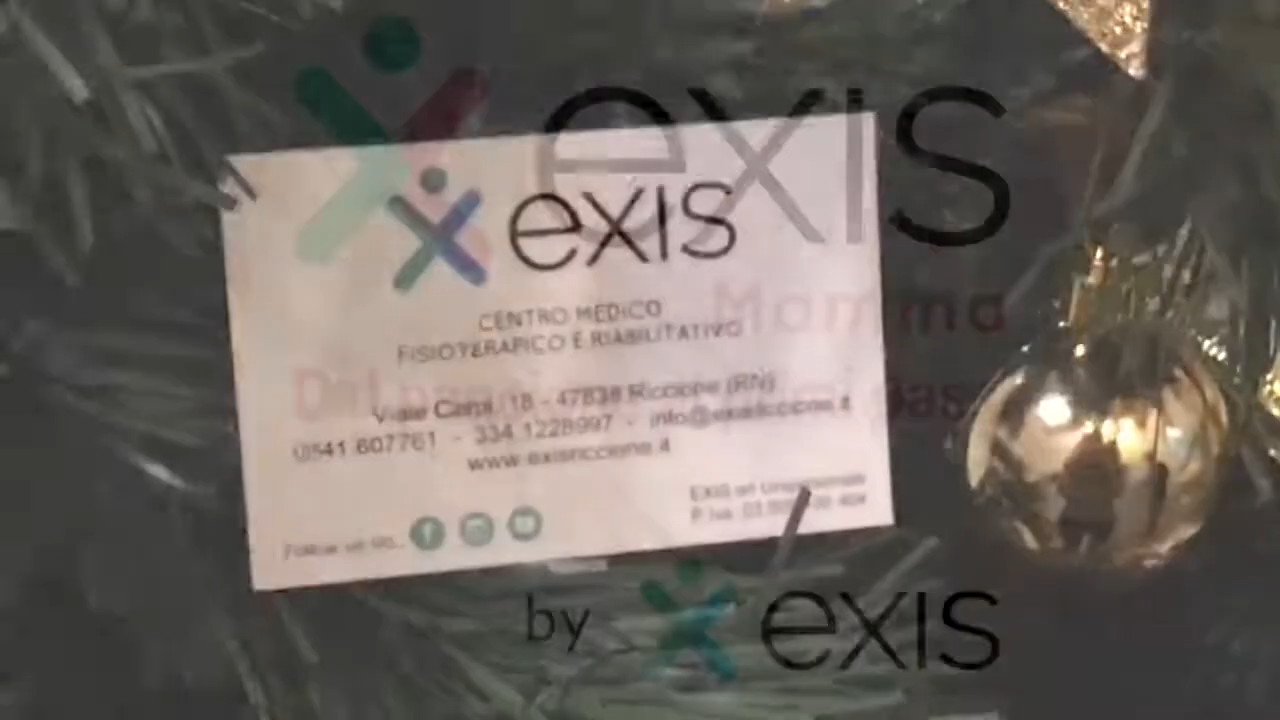 exis
exis
CENTRO MEDICO
FISIOTERAPICO E RIABILITATIVO
Mamma
Viale Carpi, 18 - 47838 Riccione (RN)
0541 607761 - 334 1228997 - info@exisriccione.it
www.exisriccione.it
EXIS srl Unipersonale
P. Iva
Follow us on...
by exis